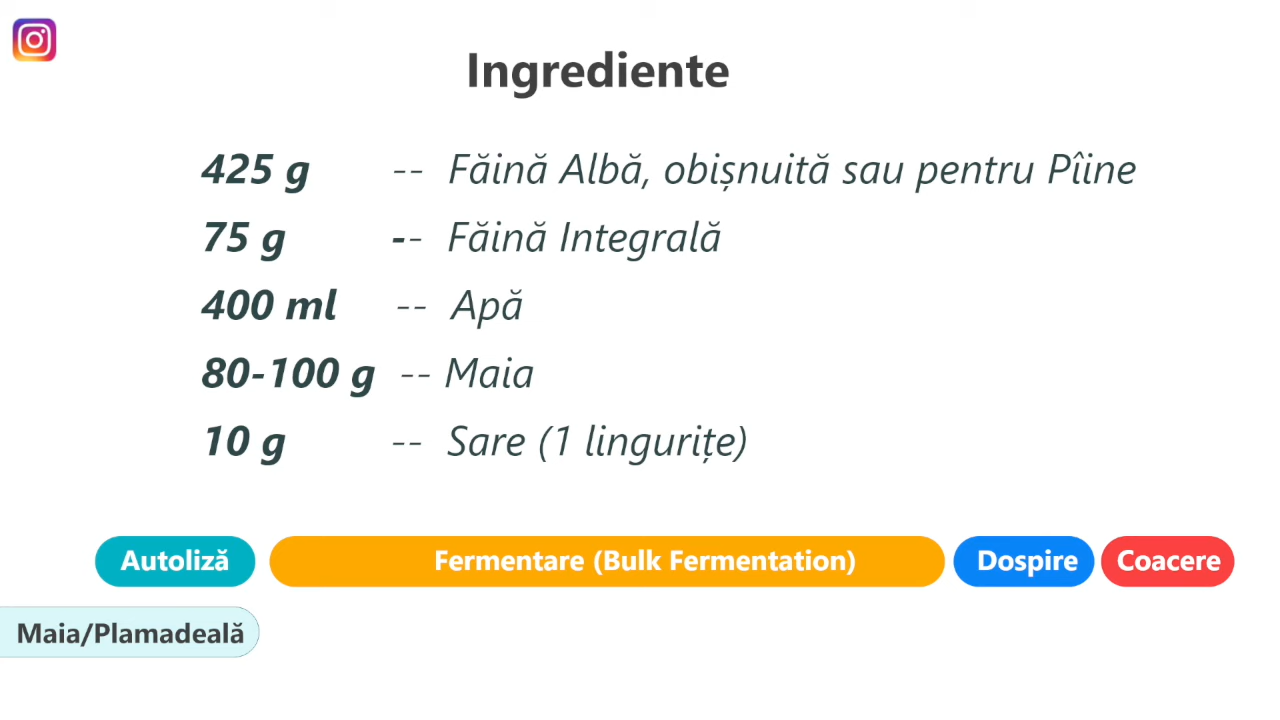 Ingrediente
425 g -- Făină Albă, obișnuită sau pentru Pîine
75 g -- Făină Integrală
400 ml -- Apă
80-100 g -- Maia
10 g -- Sare (1 lingurițe)
Autoliză Fermentare (Bulk Fermentation) Dospire Coacere
Maia/Plamadeală